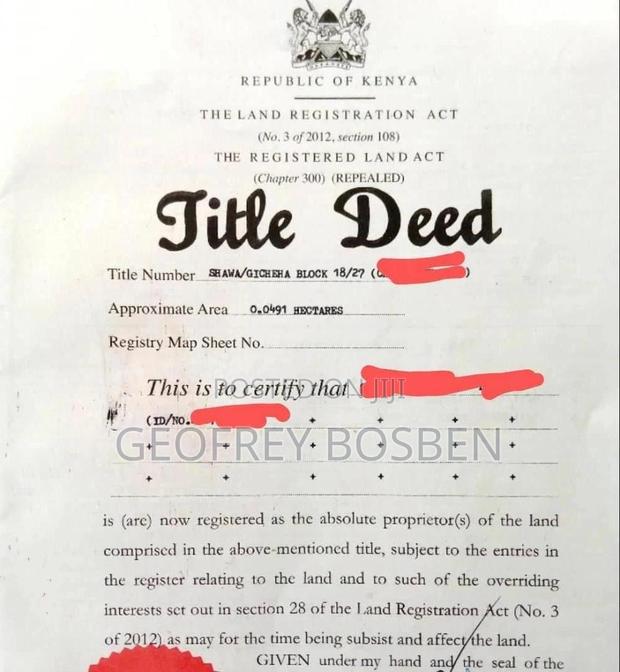 REPUBLIC OF KENYA
THE LAND REGISTRATION ACT
(No. 3 of 2012, section 108)
THE REGISTERED LAND ACT
(Chapter 300) (REPEALED)
Title Deed
Title Number SHAWA/GICHEHA BLOCK 18/27 ( )
Approximate Area 0.0491 HECTARES
Registry Map Sheet No.
This is to certify that
POSTED ON JIJI
(ID/NO.
GEOFREY BOSBEN
is (are) now registered as the absolute proprietor(s) of the land
comprised in the above-mentioned title, subject to the entries in
the register relating to the land and to such of the overriding
interests set out in section 28 of the Land Registration Act (No. 3
of 2012) as may for the time being subsist and affect the land.
GIVEN under my hand and the seal of the